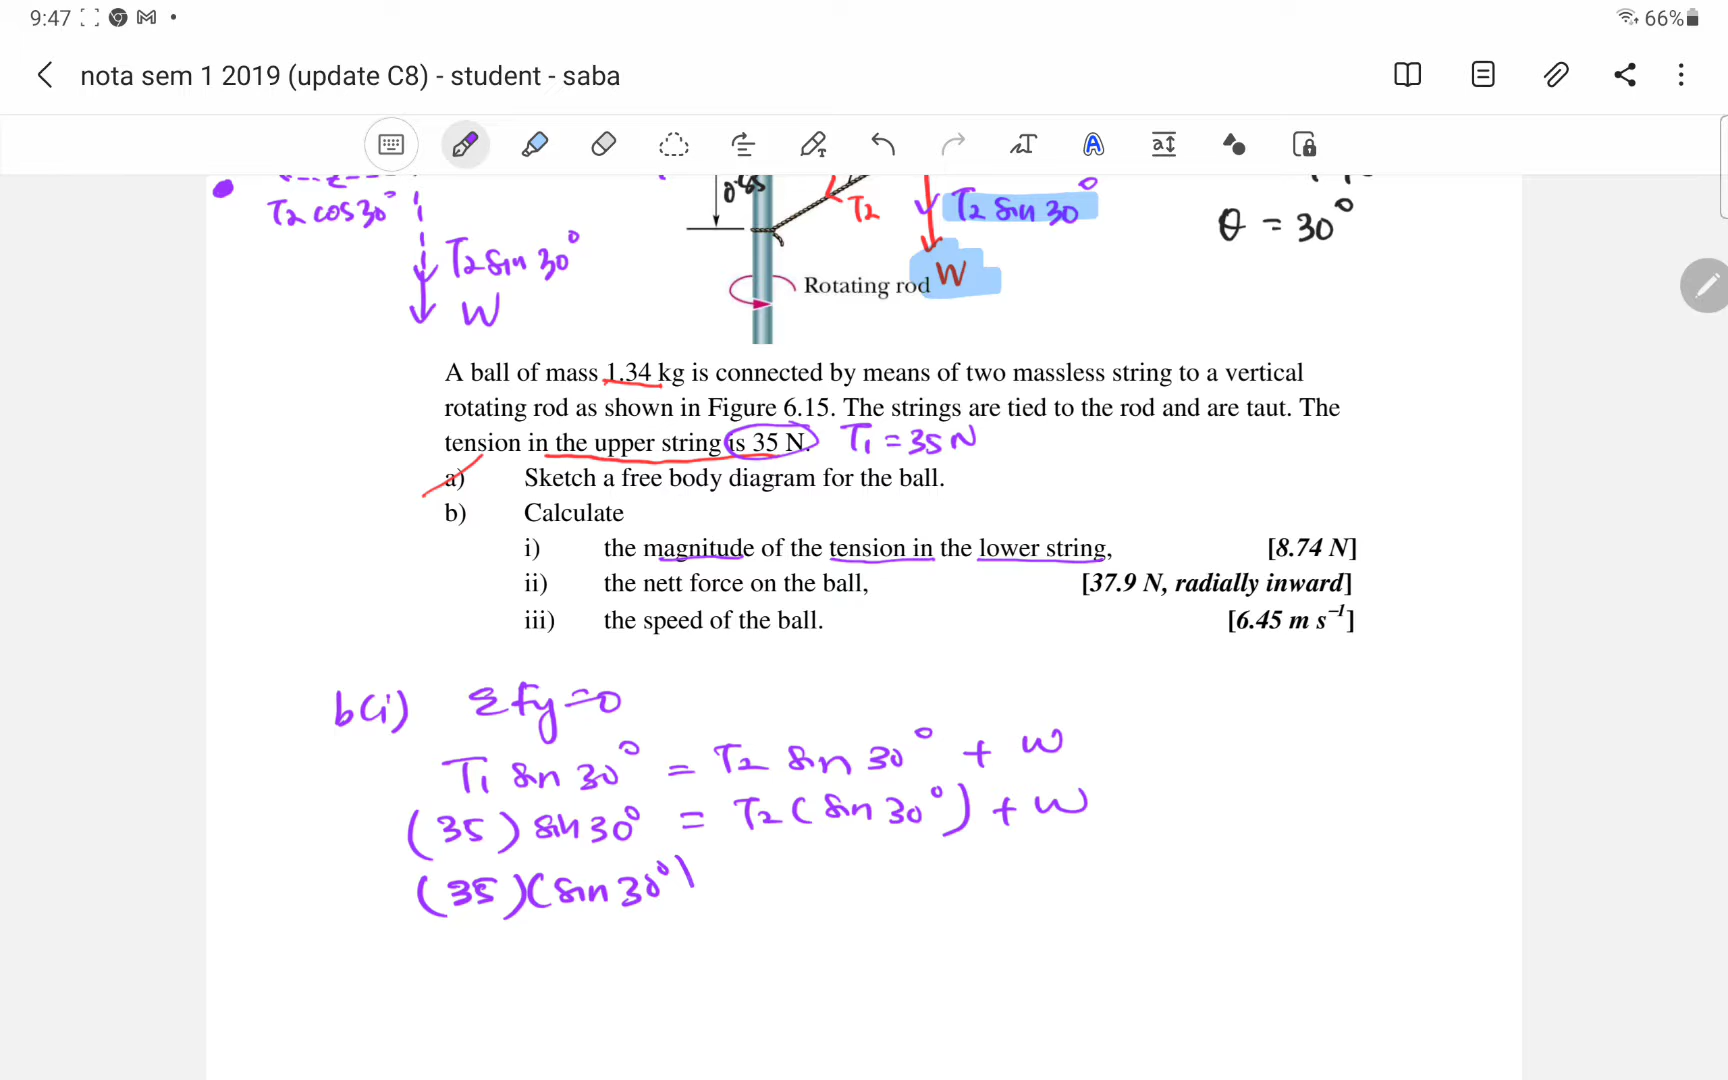 9:47
66%
nota sem 1 2019 (update C8) - student - saba
T2 cos30°
T2 sin 30°
W
0.85
T2
T2 sin 30°
W
Rotating rod
θ = 30°
A ball of mass 1.34 kg is connected by means of two massless string to a vertical
rotating rod as shown in Figure 6.15. The strings are tied to the rod and are taut. The
tension in the upper string is 35 N. T1 = 35 N
a) Sketch a free body diagram for the ball.
b) Calculate
i) the magnitude of the tension in the lower string, [8.74 N]
ii) the nett force on the ball, [37.9 N, radially inward]
iii) the speed of the ball. [6.45 m s⁻¹]
b(i) Σfy=0
T1 sin 30° = T2 sin 30° + W
(35) sin 30° = T2 (sin 30°) + W
(35)(sin 30°)